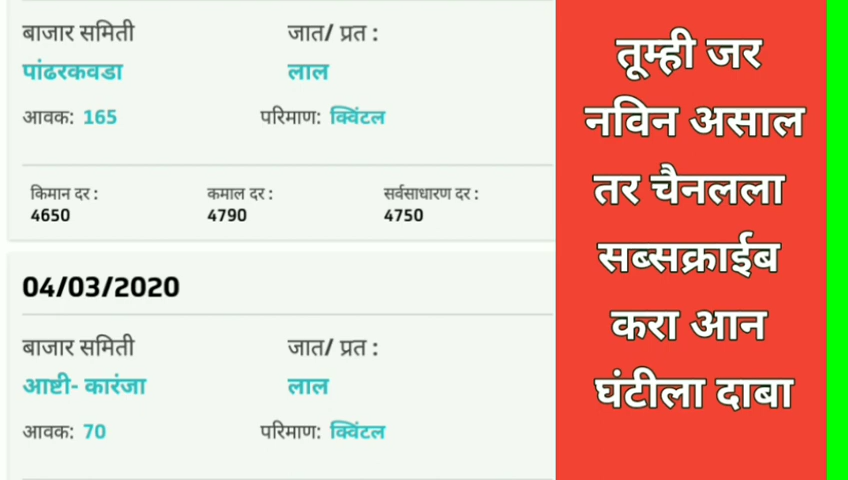 बाजार समिती जात/ प्रत :
पांढरकवडा लाल
आवक: 165 परिमाण: क्विंटल
किमान दर : कमाल दर : सर्वसाधारण दर :
4650 4790 4750
04/03/2020
बाजार समिती जात/ प्रत :
आष्टी- कारंजा लाल
आवक: 70 परिमाण: क्विंटल
तूम्ही जर
नविन असाल
तर चैनलला
सब्सक्राईब
करा आन
घंटीला दाबा